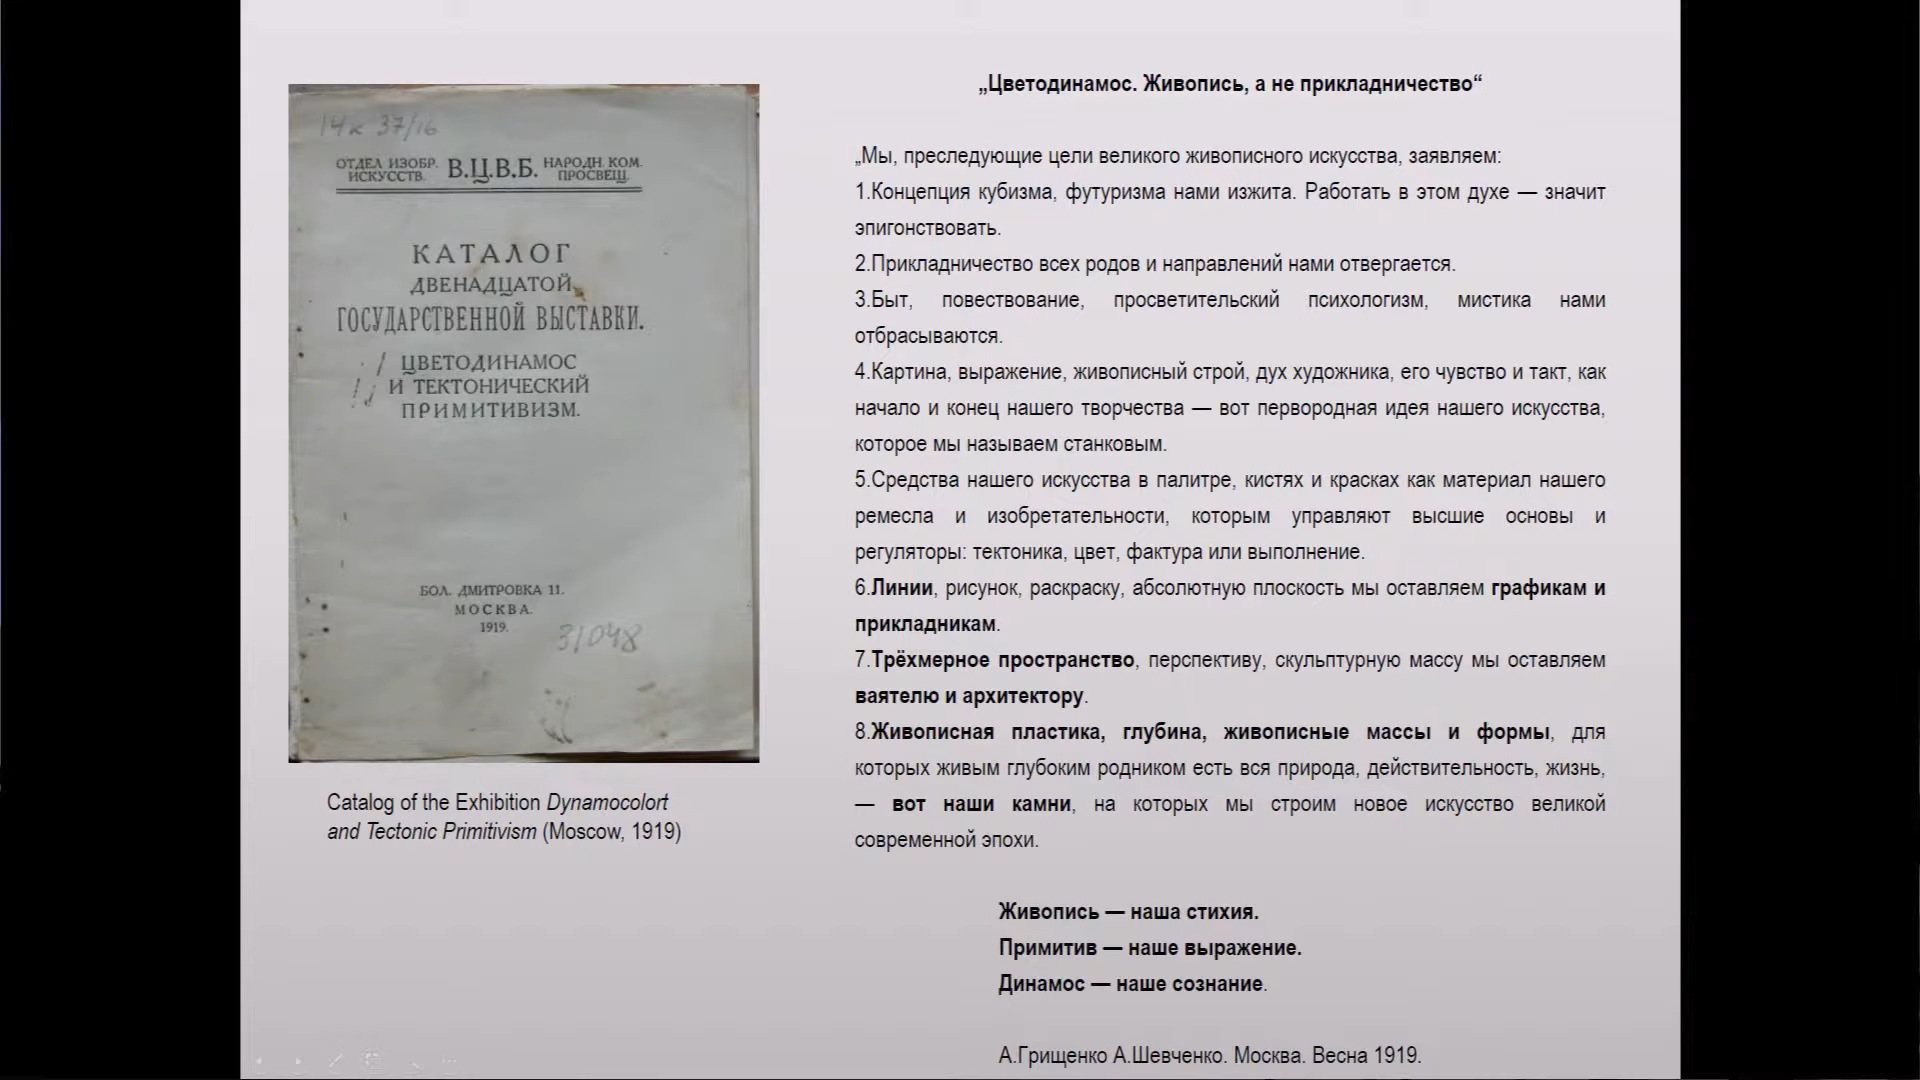 14к 37/16
ОТДЕЛ ИЗОБР. ИСКУССТВ. В.Ц.В.Б. НАРОДН. КОМ. ПРОСВЕЩ.
КАТАЛОГ
ДВЕНАДЦАТОЙ
ГОСУДАРСТВЕННОЙ ВЫСТАВКИ.
ЦВЕТОДИНАМОС
И ТЕКТОНИЧЕСКИЙ
ПРИМИТИВИЗМ.
БОЛ. ДМИТРОВКА 11.
МОСКВА.
1919.
31048
Catalog of the Exhibition Dynamocolort
and Tectonic Primitivism (Moscow, 1919)
„Цветодинамос. Живопись, а не прикладничество“
„Мы, преследующие цели великого живописного искусства, заявляем:
1.Концепция кубизма, футуризма нами изжита. Работать в этом духе — значит
эпигонствовать.
2.Прикладничество всех родов и направлений нами отвергается.
3.Быт, повествование, просветительский психологизм, мистика нами
отбрасываются.
4.Картина, выражение, живописный строй, дух художника, его чувство и такт, как
начало и конец нашего творчества — вот первородная идея нашего искусства,
которое мы называем станковым.
5.Средства нашего искусства в палитре, кистях и красках как материал нашего
ремесла и изобретательности, которым управляют высшие основы и
регуляторы: тектоника, цвет, фактура или выполнение.
6.Линии, рисунок, раскраску, абсолютную плоскость мы оставляем графикам и
прикладникам.
7.Трёхмерное пространство, перспективу, скульптурную массу мы оставляем
ваятелю и архитектору.
8.Живописная пластика, глубина, живописные массы и формы, для
которых живым глубоким родником есть вся природа, действительность, жизнь,
— вот наши камни, на которых мы строим новое искусство великой
современной эпохи.
Живопись — наша стихия.
Примитив — наше выражение.
Динамос — наше сознание.
А.Грищенко А.Шевченко. Москва. Весна 1919.